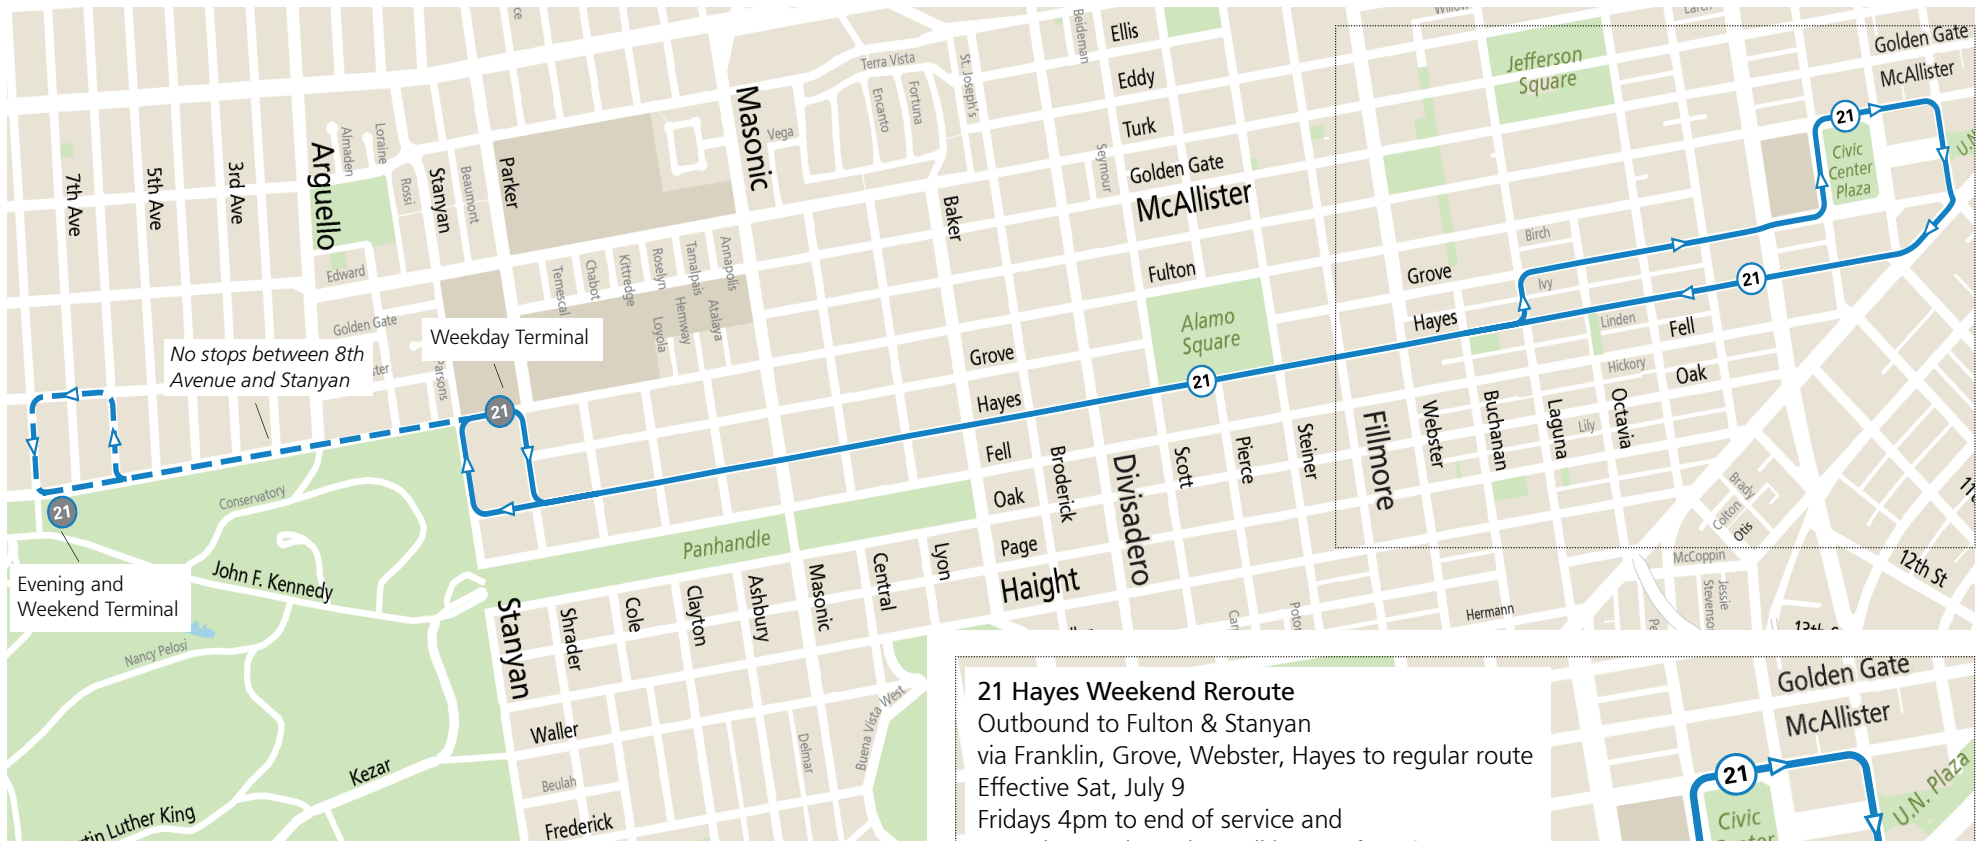 Ellis
Eddy
Turk
Golden Gate
McAllister
Fulton
Grove
Hayes
Fell
Oak
Page
Haight
Beideman
Terra Vista
St. Joseph's
Encanto
Fortuna
Vega
Seymour
Masonic
Baker
7th Ave
5th Ave
3rd Ave
Arguello
Almaden
Loraine
Rossi
Stanyan
Beaumont
Parker
Edward
Golden Gate
Temescal
Chabot
Kittredge
Roselyn
Tamalpais
Annapolis
Loyola
Hemway
Atalaya
Weekday Terminal
No stops between 8th
Avenue and Stanyan
21
21
Evening and
Weekend Terminal
Conservatory
John F. Kennedy
Nancy Pelosi
Kezar
Panhandle
Stanyan
Shrader
Cole
Clayton
Ashbury
Masonic
Central
Lyon
Broderick
Divisadero
Scott
Pierce
Steiner
Fillmore
Webster
Buchanan
Laguna
Octavia
Alamo
Square
21
Jefferson
Square
Golden Gate
McAllister
21
Civic
Center
Plaza
Birch
Ivy
Grove
Hayes
21
Linden
Fell
Hickory
Oak
Lily
Brady
Colton
Otis
McCoppin
12th St
Jessie
Hermann
Waller
Beulah
Frederick
Delmar
Buena Vista West
21 Hayes Weekend Reroute
Outbound to Fulton & Stanyan
via Franklin, Grove, Webster, Hayes to regular route
Effective Sat, July 9
Fridays 4pm to end of service and
Golden Gate
McAllister
21
Civic
U.N. Plaza